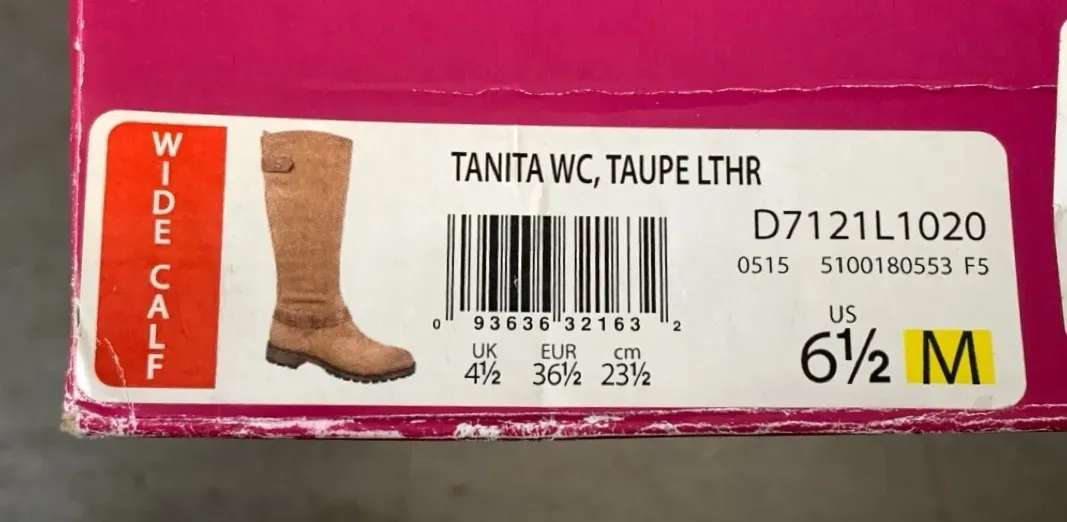 WIDE CALF
TANITA WC, TAUPE LTHR
D7121L1020
0515 5100180553 F5
0 93636 32163 2
UK EUR cm
4½ 36½ 23½
US
6½ M